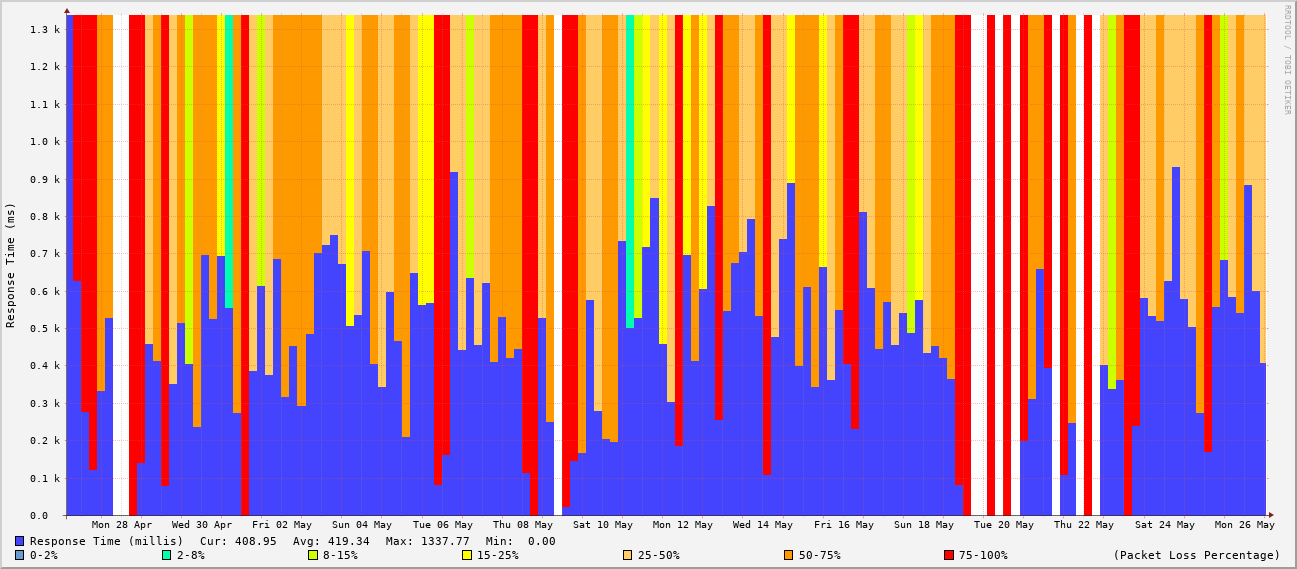 RRDTOOL / TOBI OETIKER
Response Time (ms)
1.3 k
1.2 k
1.1 k
1.0 k
0.9 k
0.8 k
0.7 k
0.6 k
0.5 k
0.4 k
0.3 k
0.2 k
0.1 k
0.0
Mon 28 Apr Wed 30 Apr Fri 02 May Sun 04 May Tue 06 May Thu 08 May Sat 10 May Mon 12 May Wed 14 May Fri 16 May Sun 18 May Tue 20 May Thu 22 May Sat 24 May Mon 26 May
Response Time (millis) Cur: 408.95 Avg: 419.34 Max: 1337.77 Min: 0.00
0-2% 2-8% 8-15% 15-25% 25-50% 50-75% 75-100% (Packet Loss Percentage)